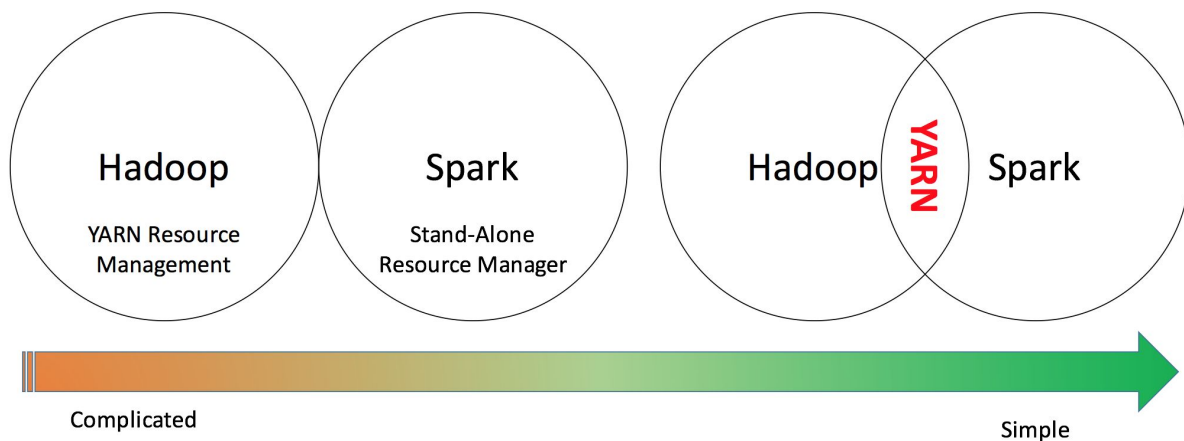 Hadoop
YARN Resource
Management
Spark
Stand-Alone
Resource Manager
Hadoop
YARN
Spark
Complicated
Simple